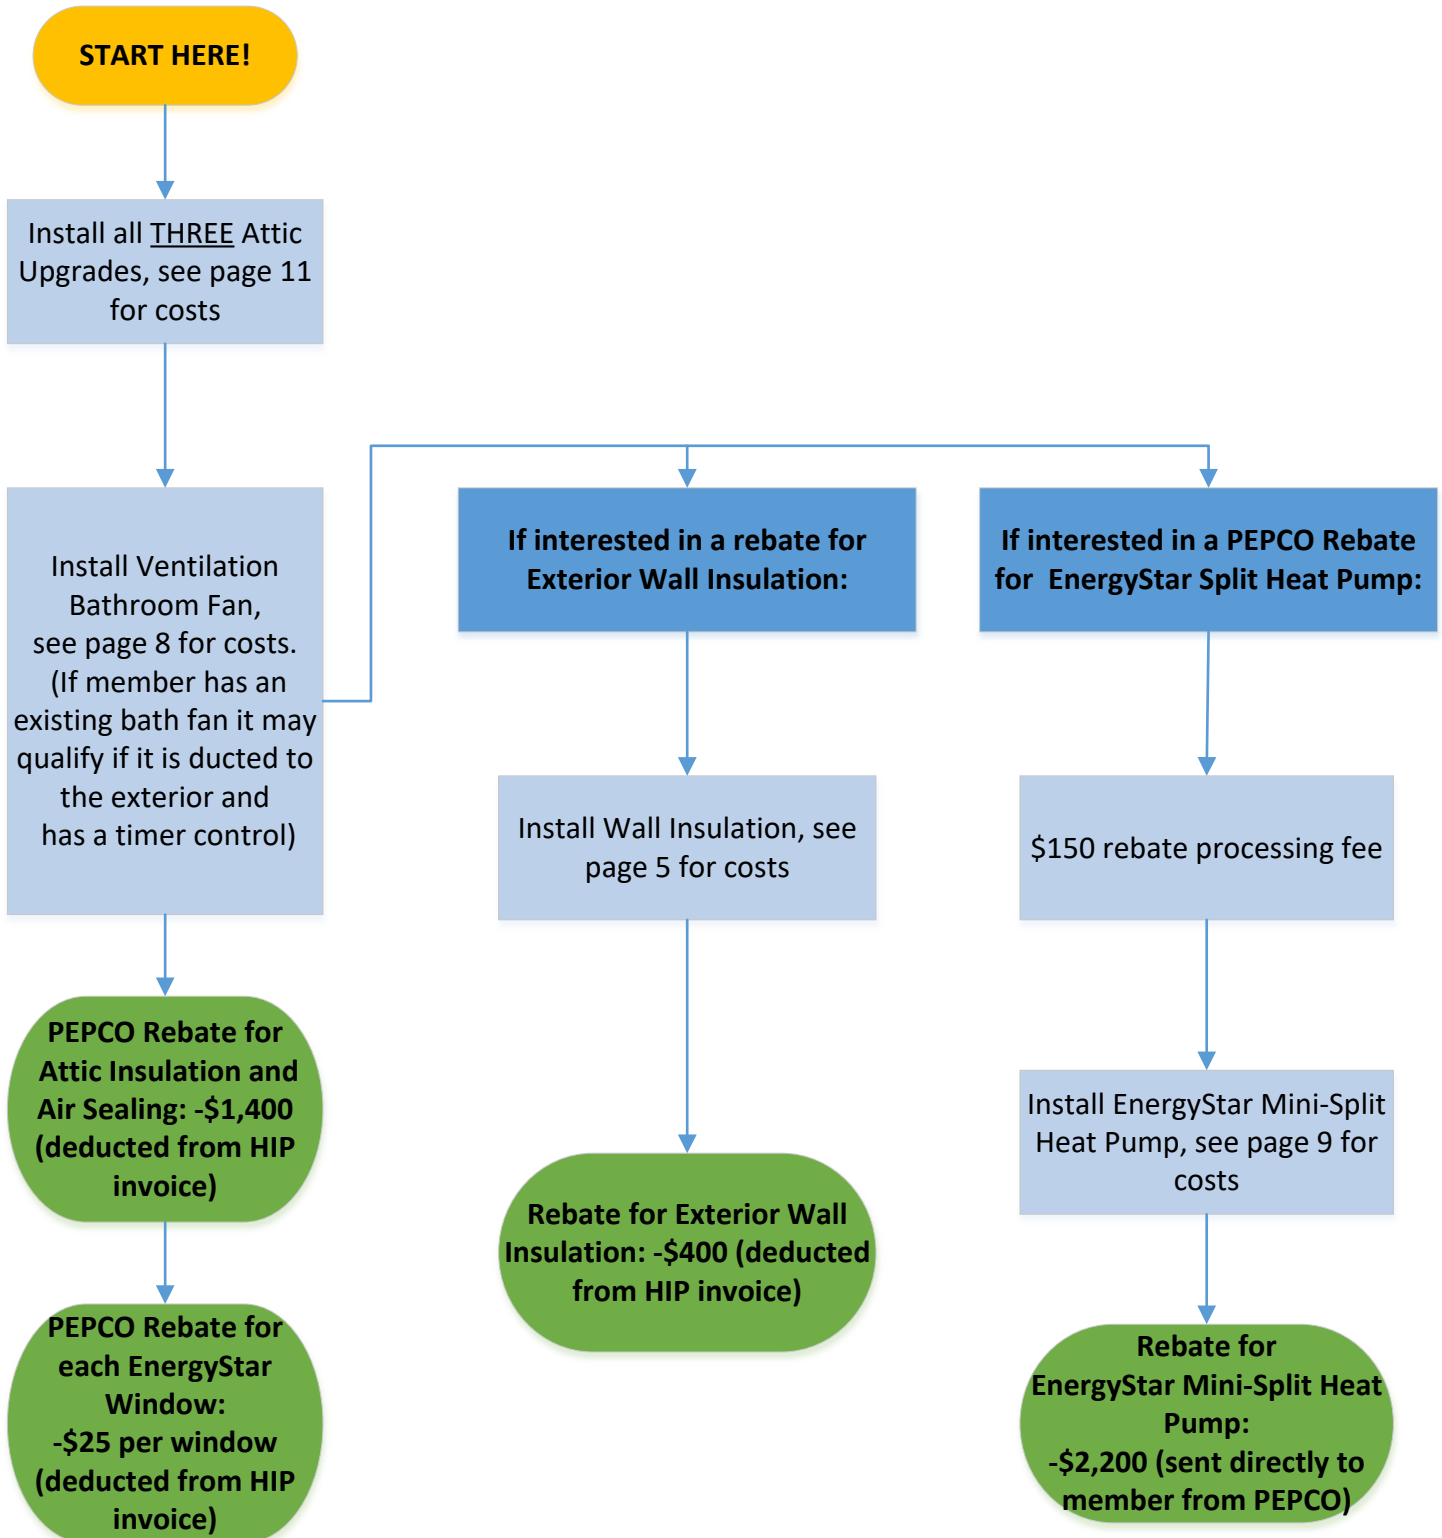 START HERE!
Install all THREE Attic
Upgrades, see page 11
for costs
Install Ventilation
Bathroom Fan,
see page 8 for costs.
(If member has an
existing bath fan it may
qualify if it is ducted to
the exterior and
has a timer control)
PEPCO Rebate for
Attic Insulation and
Air Sealing: -$1,400
(deducted from HIP
invoice)
PEPCO Rebate for
each EnergyStar
Window:
-$25 per window
(deducted from HIP
invoice)
If interested in a rebate for
Exterior Wall Insulation:
Install Wall Insulation, see
page 5 for costs
Rebate for Exterior Wall
Insulation: -$400 (deducted
from HIP invoice)
If interested in a PEPCO Rebate
for EnergyStar Split Heat Pump:
$150 rebate processing fee
Install EnergyStar Mini-Split
Heat Pump, see page 9 for
costs
Rebate for
EnergyStar Mini-Split Heat
Pump:
-$2,200 (sent directly to
member from PEPCO)